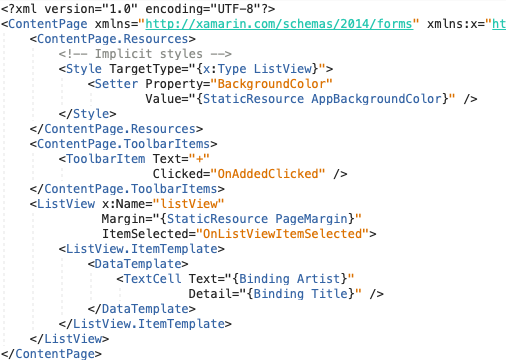 <?xml version="1.0" encoding="UTF-8"?>
<ContentPage xmlns="http://xamarin.com/schemas/2014/forms" xmlns:x="ht
    <ContentPage.Resources>
        <!-- Implicit styles -->
        <Style TargetType="{x:Type ListView}">
            <Setter Property="BackgroundColor"
                    Value="{StaticResource AppBackgroundColor}" />
        </Style>
    </ContentPage.Resources>
    <ContentPage.ToolbarItems>
        <ToolbarItem Text="+"
                     Clicked="OnAddedClicked" />
    </ContentPage.ToolbarItems>
    <ListView x:Name="listView"
              Margin="{StaticResource PageMargin}"
              ItemSelected="OnListViewItemSelected">
        <ListView.ItemTemplate>
            <DataTemplate>
                <TextCell Text="{Binding Artist}"
                          Detail="{Binding Title}" />
            </DataTemplate>
        </ListView.ItemTemplate>
    </ListView>
</ContentPage>